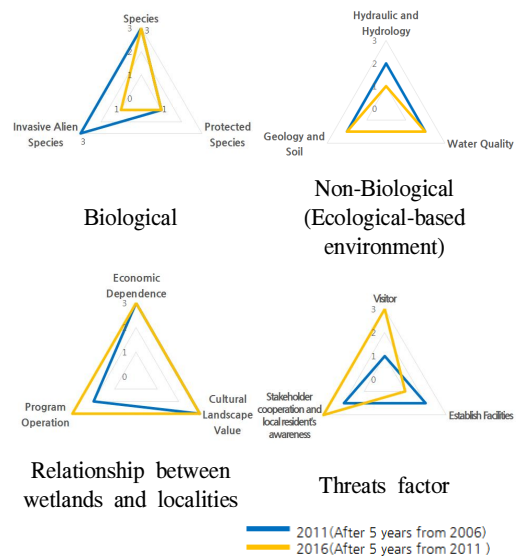 Species
3
3
2
1
0
1
1
Invasive Alien
Species
3
Protected
Species
Biological
Hydraulic and
Hydrology
3
2
1
0
Geology and
Soil
Water Quality
Non-Biological
(Ecological-based
environment)
Economic
Dependence
3
2
1
0
Program
Operation
Cultural
Landscape
Value
Relationship between
wetlands and localities
Visitor
3
2
1
0
Stakeholder
cooperation and
local resident's
awareness
Establish Facilities
Threats factor
2011(After 5 years from 2006)
2016(After 5 years from 2011 )